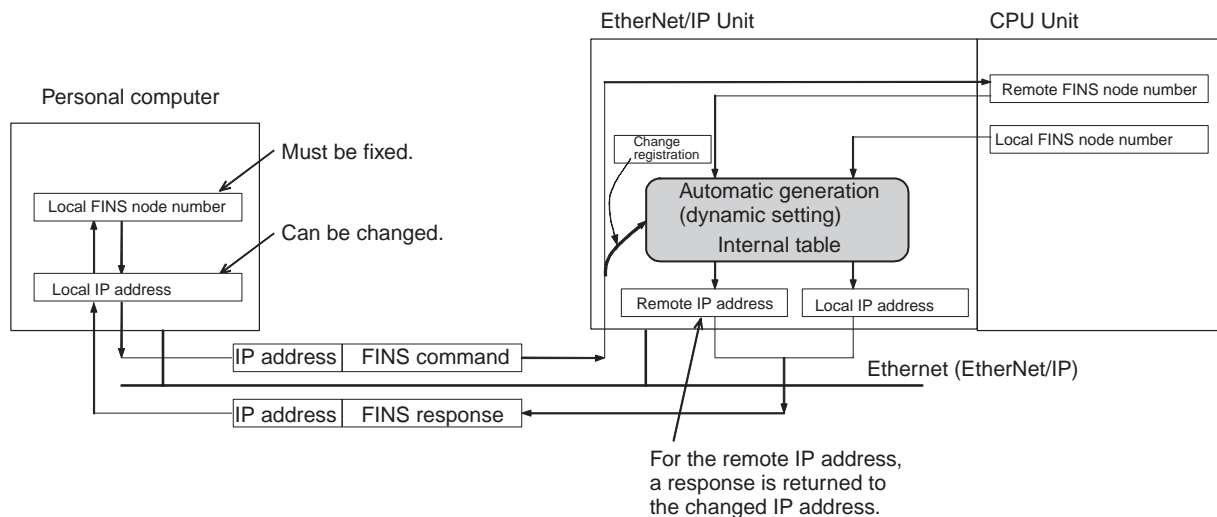 EtherNet/IP Unit
CPU Unit
Personal computer
Remote FINS node number
Local FINS node number
Change
registration
Must be fixed.
Local FINS node number
Can be changed.
Local IP address
Automatic generation
(dynamic setting)
Internal table
Remote IP address
Local IP address
IP address
FINS command
Ethernet (EtherNet/IP)
IP address
FINS response
For the remote IP address,
a response is returned to
the changed IP address.